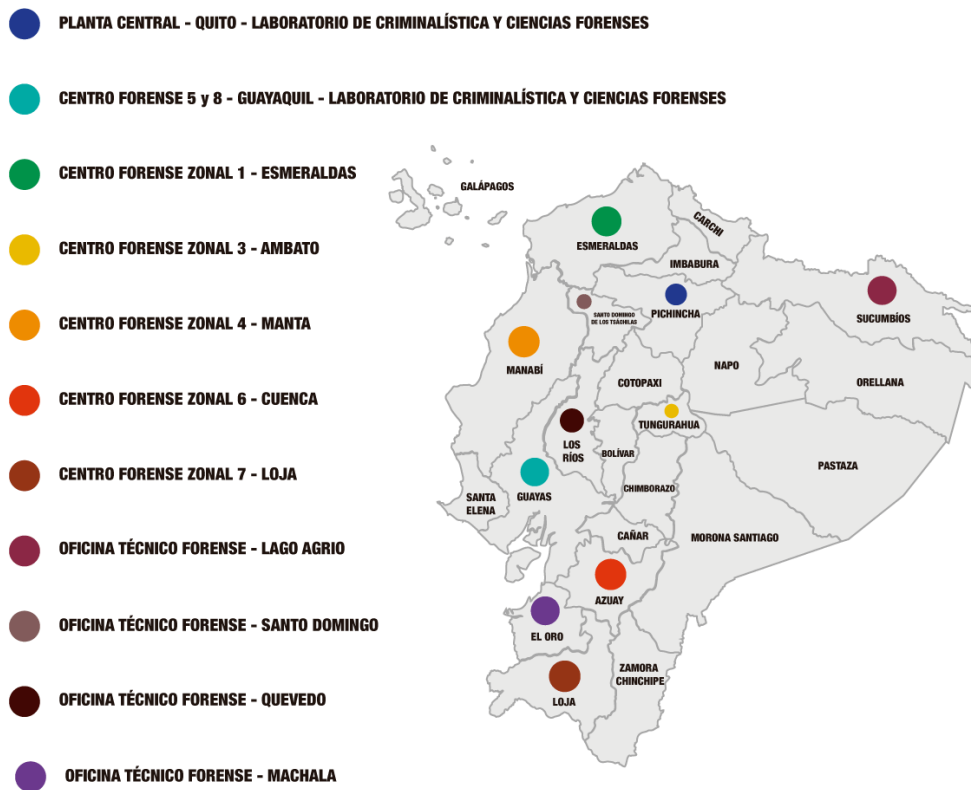 PLANTA CENTRAL - QUITO - LABORATORIO DE CRIMINALÍSTICA Y CIENCIAS FORENSES
CENTRO FORENSE 5 y 8 - GUAYAQUIL - LABORATORIO DE CRIMINALÍSTICA Y CIENCIAS FORENSES
CENTRO FORENSE ZONAL 1 - ESMERALDAS
CENTRO FORENSE ZONAL 3 - AMBATO
CENTRO FORENSE ZONAL 4 - MANTA
CENTRO FORENSE ZONAL 6 - CUENCA
CENTRO FORENSE ZONAL 7 - LOJA
OFICINA TÉCNICO FORENSE - LAGO AGRIO
OFICINA TÉCNICO FORENSE - SANTO DOMINGO
OFICINA TÉCNICO FORENSE - QUEVEDO
OFICINA TÉCNICO FORENSE - MACHALA
GALÁPAGOS
CARCHI
ESMERALDAS
IMBABURA
SANTO DOMINGO
DE LOS TSÁCHILAS
PICHINCHA
SUCUMBÍOS
MANABÍ
NAPO
COTOPAXI
ORELLANA
TUNGURAHUA
LOS
RÍOS
BOLÍVAR
PASTAZA
CHIMBORAZO
SANTA
ELENA
GUAYAS
CAÑAR
MORONA SANTIAGO
AZUAY
EL ORO
ZAMORA
CHINCHIPE
LOJA